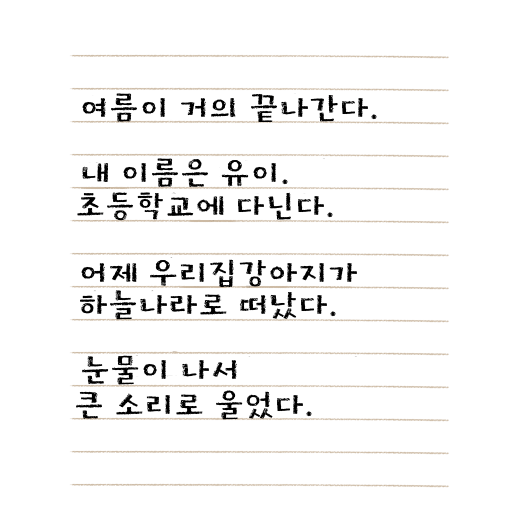 여름이 거의 끝나간다.
내 이름은 유이.
초등학교에 다닌다.
어제 우리집강아지가
하늘나라로 떠났다.
눈물이 나서
큰 소리로 울었다.